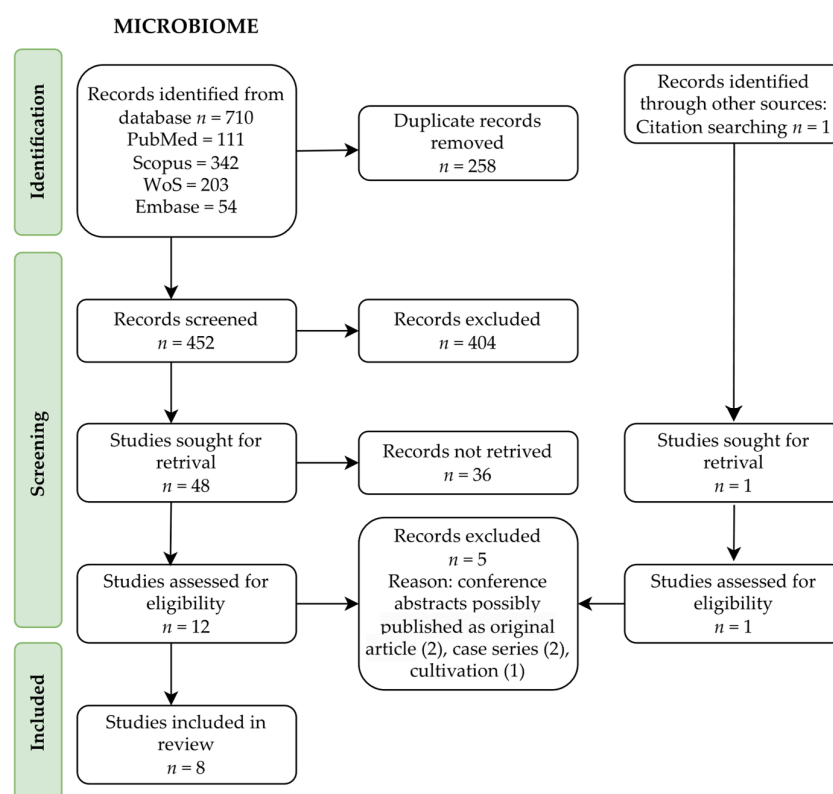 MICROBIOME
Identification
Records identified from
database n = 710
PubMed = 111
Scopus = 342
WoS = 203
Embase = 54
Duplicate records
removed
n = 258
Records identified
through other sources:
Citation searching n = 1
Screening
Records screened
n = 452
Records excluded
n = 404
Studies sought for
retrival
n = 48
Records not retrived
n = 36
Studies sought for
retrival
n = 1
Studies assessed for
eligibility
n = 12
Records excluded
n = 5
Reason: conference
abstracts possibly
published as original
article (2), case series (2),
cultivation (1)
Studies assessed for
eligibility
n = 1
Included
Studies included in
review
n = 8